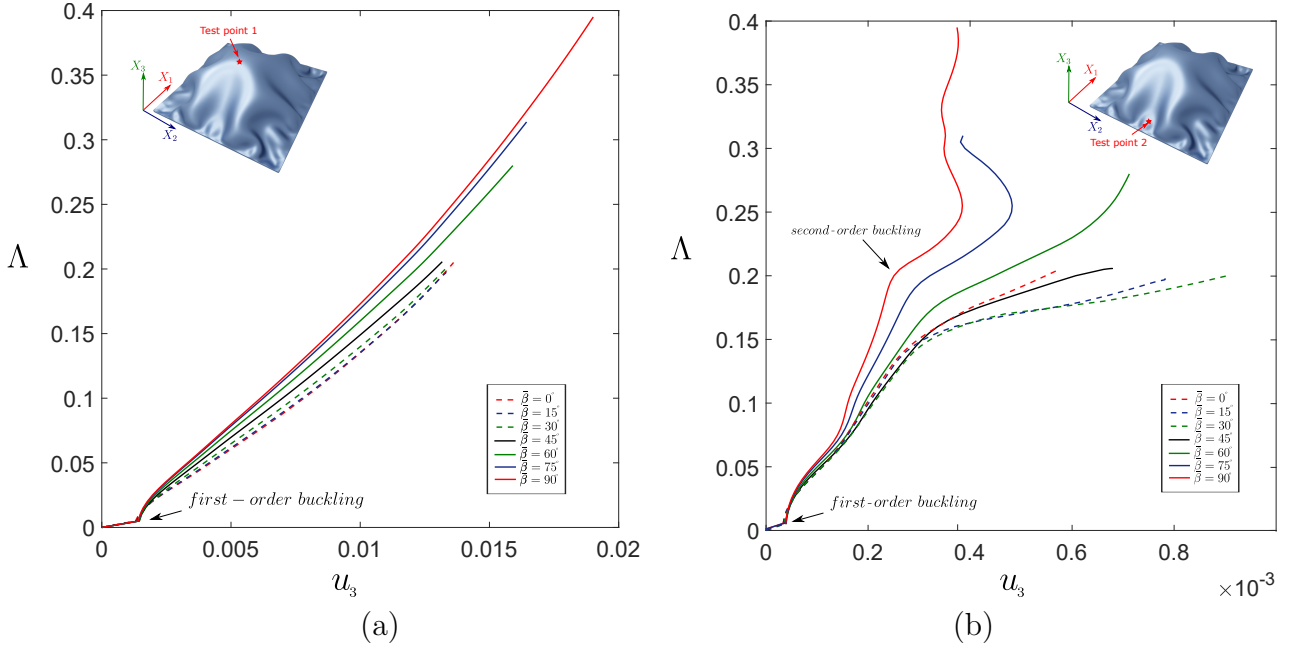 0.4
0.35
0.3
0.25
0.2
0.15
0.1
0.05
0
Λ
Test point 1
X₃
X₁
X₂
first − order buckling
β̄ = 0°
β̄ = 15°
β̄ = 30°
β̄ = 45°
β̄ = 60°
β̄ = 75°
β̄ = 90°
0 0.005 0.01 0.015 0.02
u₃
(a)
0.4
0.35
0.3
0.25
0.2
0.15
0.1
0.05
0
Λ
X₃
X₁
X₂
Test point 2
second-order buckling
first-order buckling
β̄ = 0°
β̄ = 15°
β̄ = 30°
β̄ = 45°
β̄ = 60°
β̄ = 75°
β̄ = 90°
0 0.2 0.4 0.6 0.8
u₃
×10⁻³
(b)